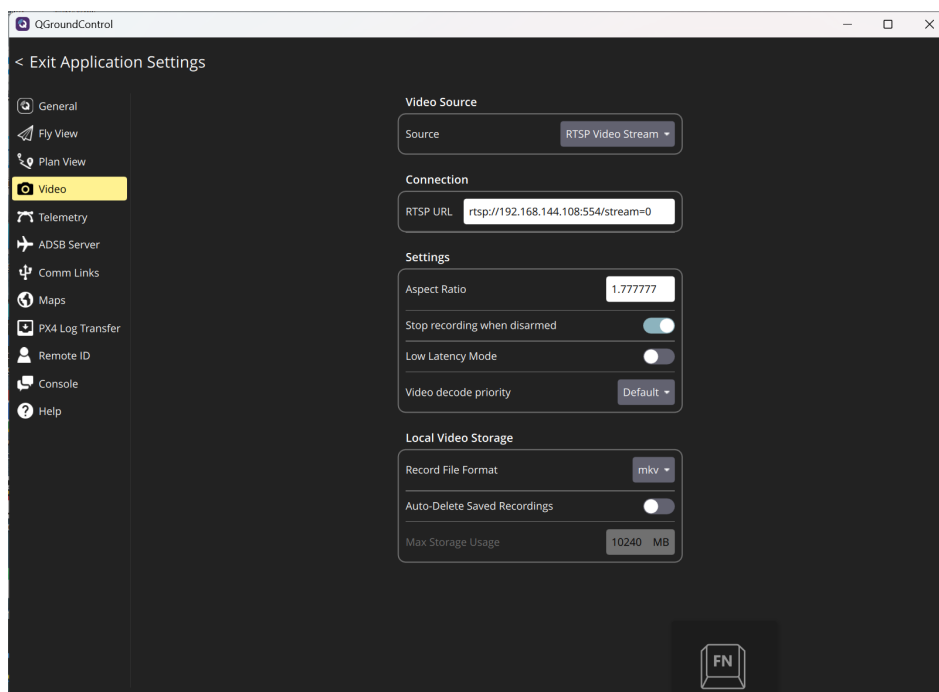 QGroundControl
< Exit Application Settings
General
Fly View
Plan View
Video
Telemetry
ADSB Server
Comm Links
Maps
PX4 Log Transfer
Remote ID
Console
Help
Video Source
Source RTSP Video Stream
Connection
RTSP URL rtsp://192.168.144.108:554/stream=0
Settings
Aspect Ratio 1.777777
Stop recording when disarmed
Low Latency Mode
Video decode priority Default
Local Video Storage
Record File Format mkv
Auto-Delete Saved Recordings
Max Storage Usage 10240 MB
FN